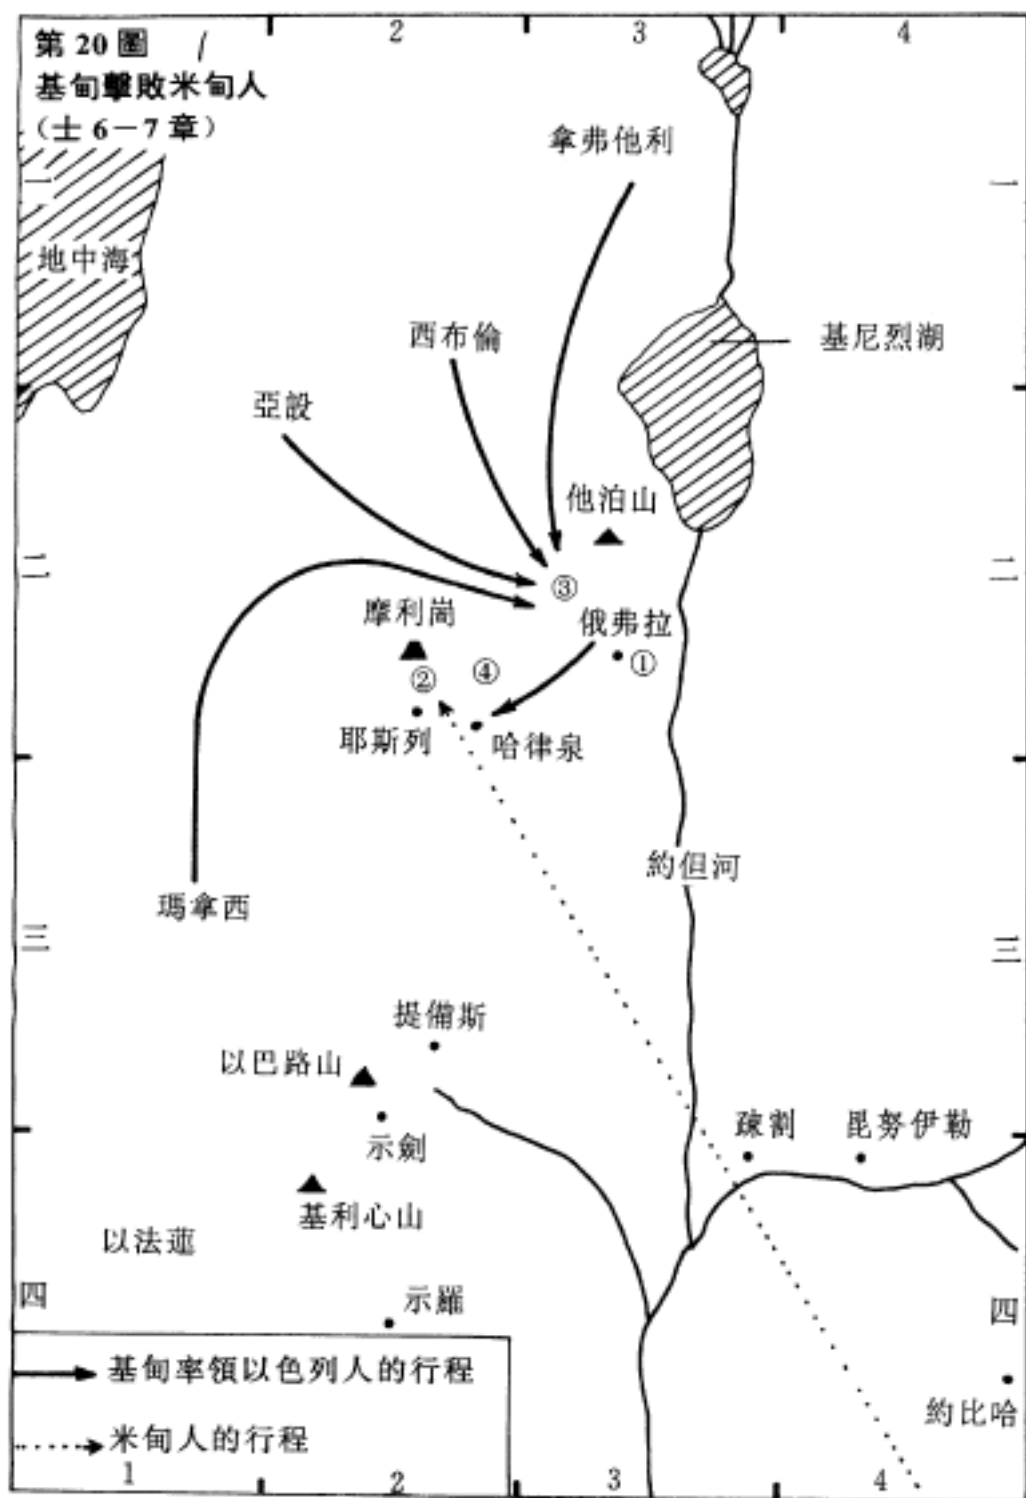 第 20 圖
基甸擊敗米甸人
（士 6－7 章）
2
3
4
一
一
拿弗他利
地中海
西布倫
基尼烈湖
亞設
他泊山
二
二
③
摩利崗
俄弗拉
①
②
④
耶斯列
哈律泉
約但河
瑪拿西
三
三
提備斯
以巴路山
疎割
昆努伊勒
示劍
基利心山
以法蓮
四
四
示羅
基甸率領以色列人的行程
約比哈
米甸人的行程
1
2
3
4